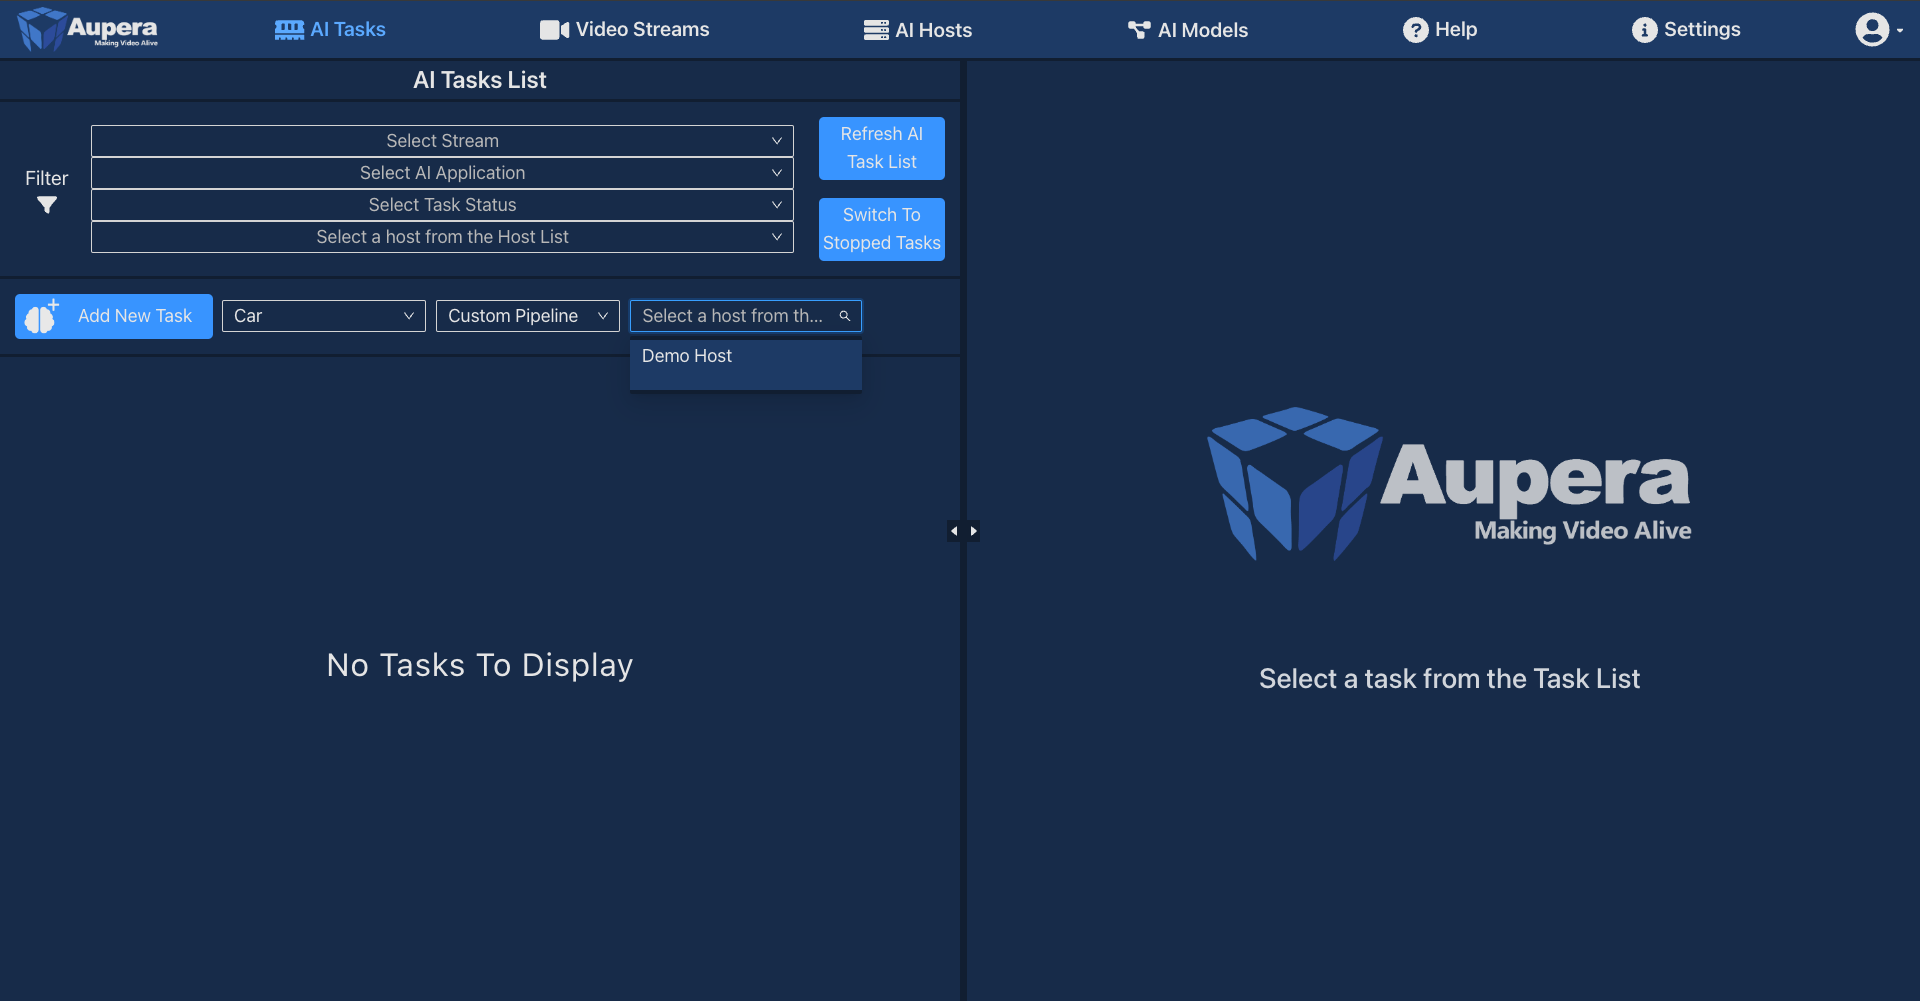 Aupera
Making Video Alive
AI Tasks
Video Streams
AI Hosts
AI Models
Help
Settings
AI Tasks List
Filter
Select Stream
Select AI Application
Select Task Status
Select a host from the Host List
Refresh AI
Task List
Switch To
Stopped Tasks
Add New Task
Car
Custom Pipeline
Select a host from th...
Demo Host
No Tasks To Display
Aupera
Making Video Alive
Select a task from the Task List